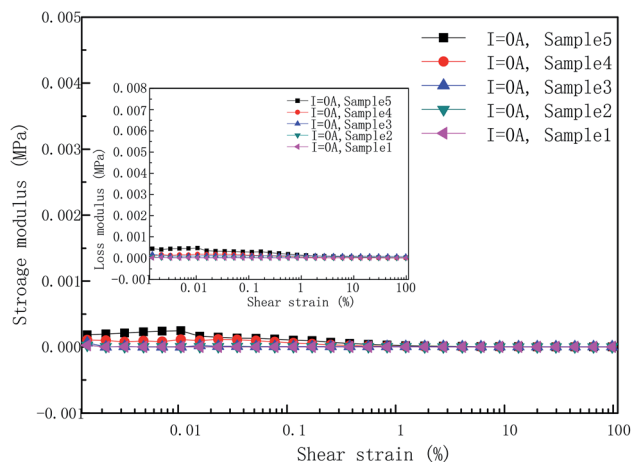 0.005
0.004
0.003
0.002
0.001
0.000
-0.001
Stroage modulus (MPa)
I=0A, Sample5
I=0A, Sample4
I=0A, Sample3
I=0A, Sample2
I=0A, Sample1
0.008
0.007
0.006
0.005
0.004
0.003
0.002
0.001
0.000
-0.001
Loss modulus (MPa)
I=0A,Sample5
I=0A,Sample4
I=0A,Sample3
I=0A,Sample2
I=0A,Sample1
0.01 0.1 1 10 100
Shear strain (%)
0.01 0.1 1 10 100
Shear strain (%)